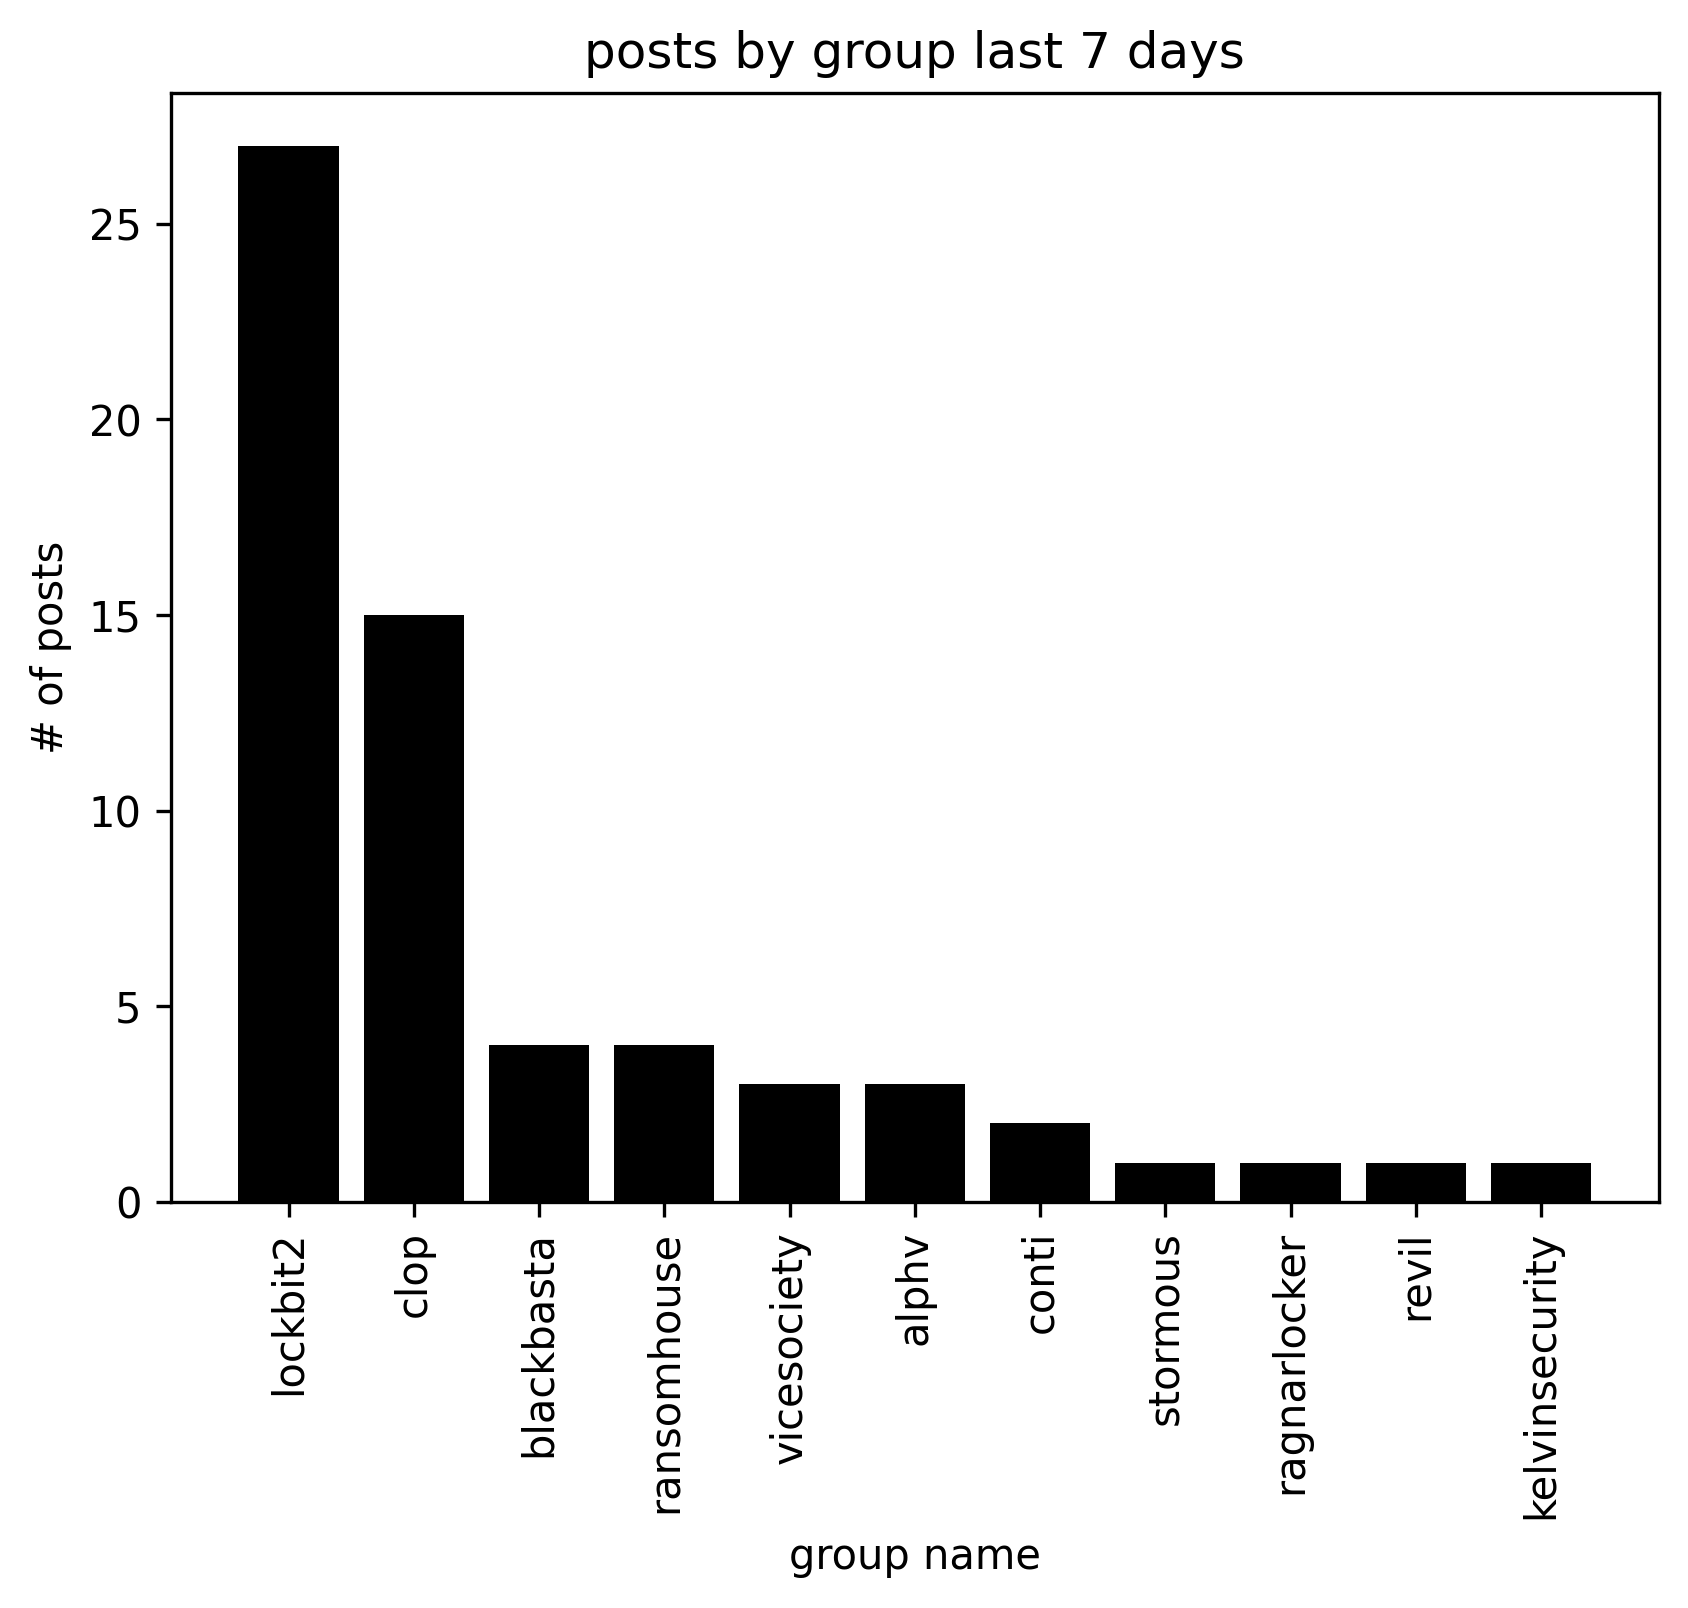 posts by group last 7 days
# of posts
25
20
15
10
5
0
lockbit2
clop
blackbasta
ransomhouse
vicesociety
alphv
conti
stormous
ragnarlocker
revil
kelvinsecurity
group name